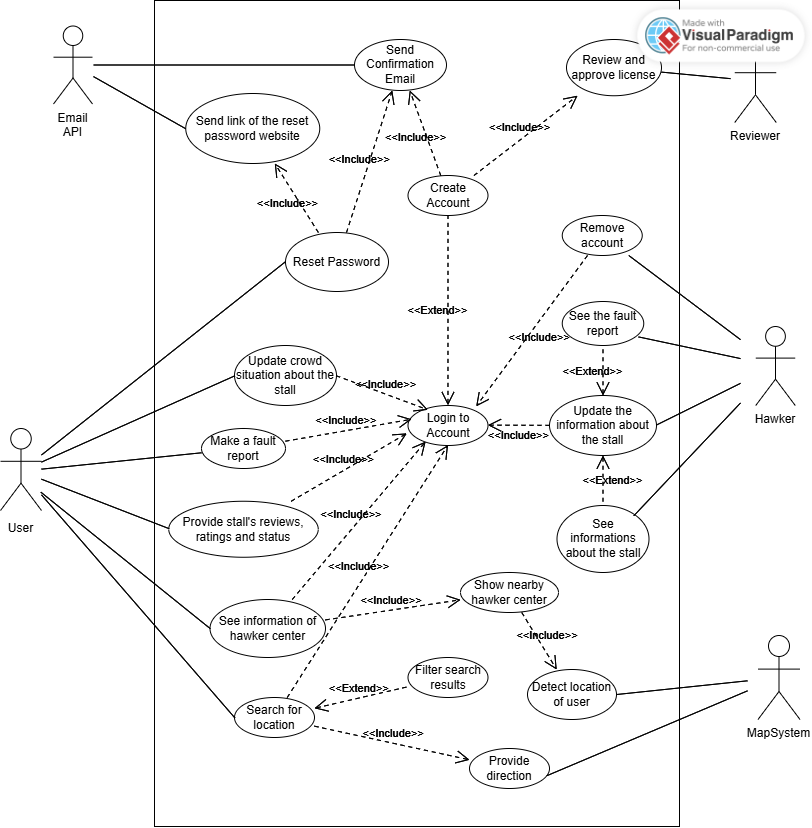 Made with
VisualParadigm
For non-commercial use
Send
Confirmation
Email
Review and
approve license
Email
API
Reviewer
Send link of the reset
password website
<<Include>>
<<Include>>
<<Include>>
<<Include>>
Create
Account
Reset Password
Remove
account
<<Extend>>
See the fault
report
<<Include>>
Update crowd
situation about the
stall
<<Include>>
<<Extend>>
Hawker
Login to
Account
Update the
information about
the stall
<<Include>>
Make a fault
report
<<Include>>
<<Include>>
<<Extend>>
User
Provide stall's reviews,
ratings and status
<<Include>>
See
informations
about the stall
<<Include>>
See information of
hawker center
<<Include>>
Show nearby
hawker center
<<Include>>
Filter search
results
<<Extend>>
Detect location
of user
Search for
location
<<Include>>
MapSystem
Provide
direction